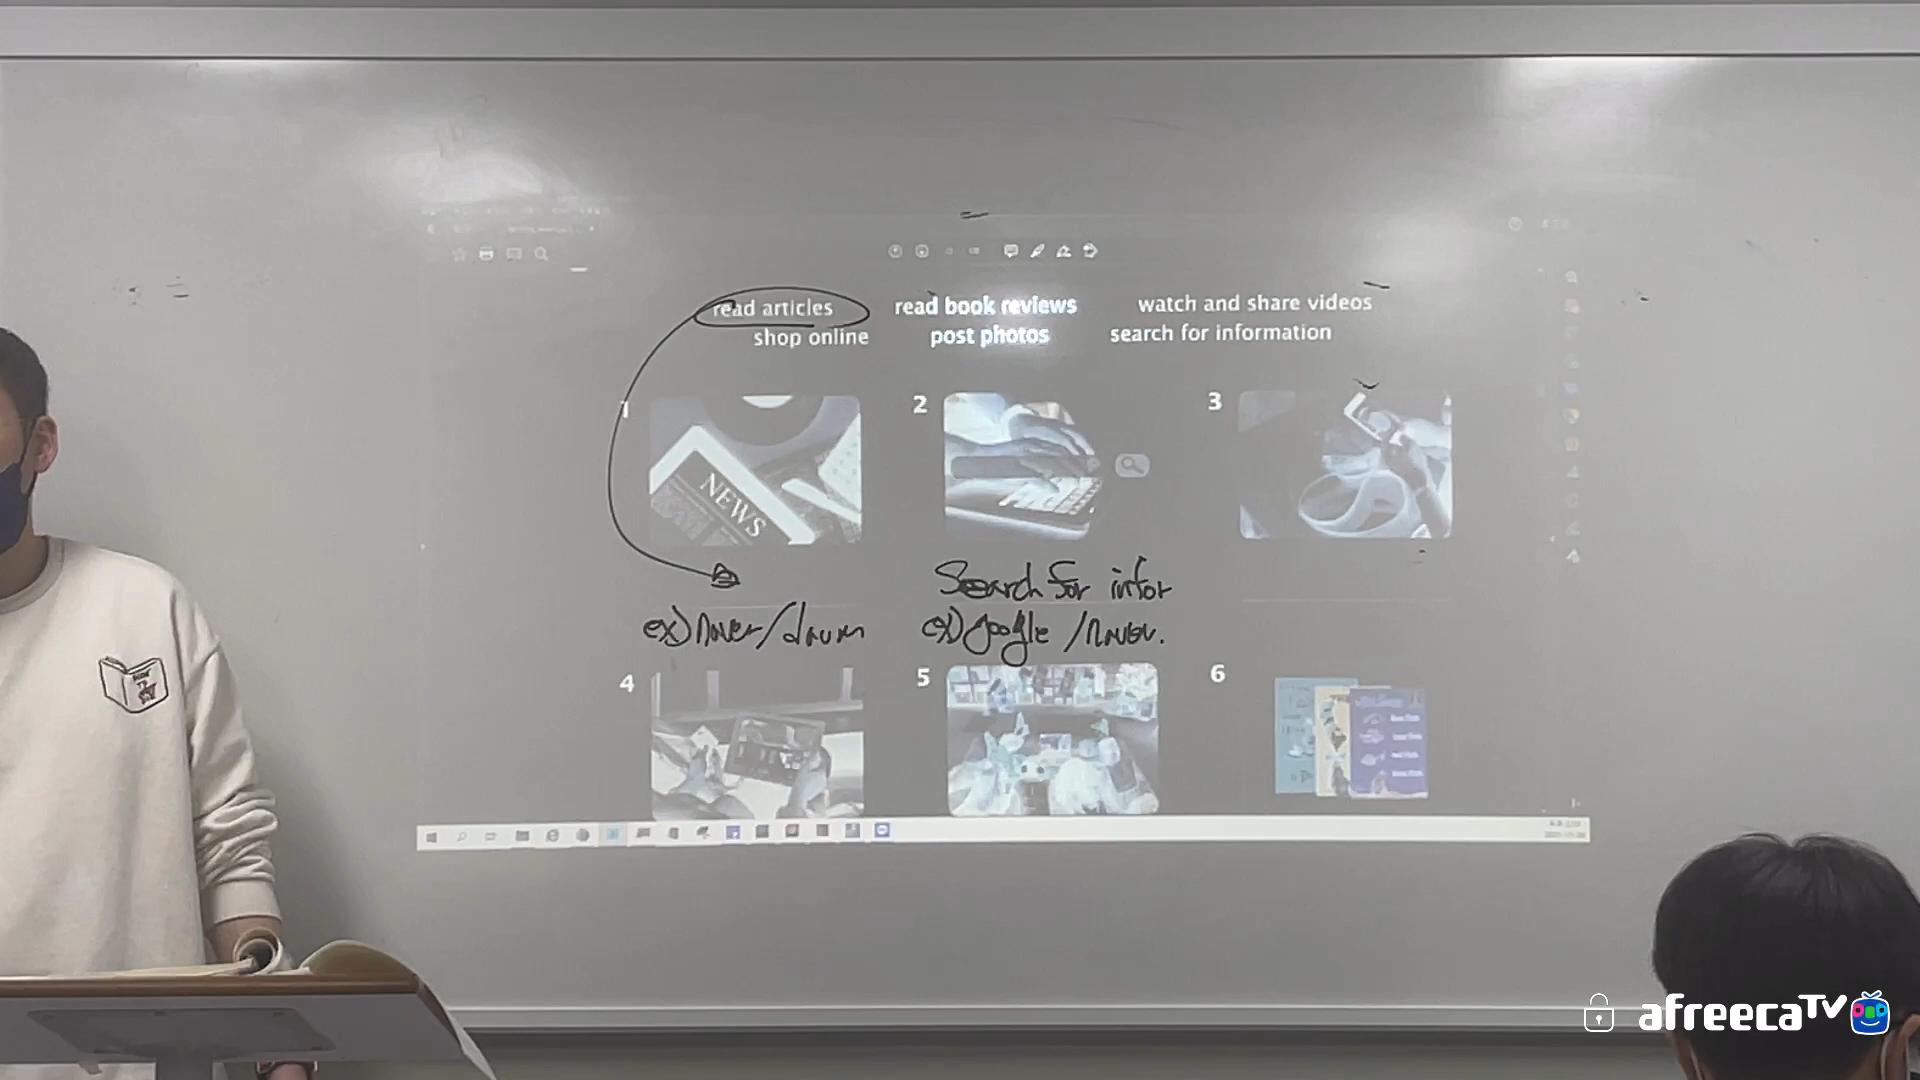 read articles read book reviews watch and share videos
shop online post photos search for information
1 2 3
NEWS
Search for infor
ex) naver/daum ex) google /naver.
4 5 6
afreecaTV